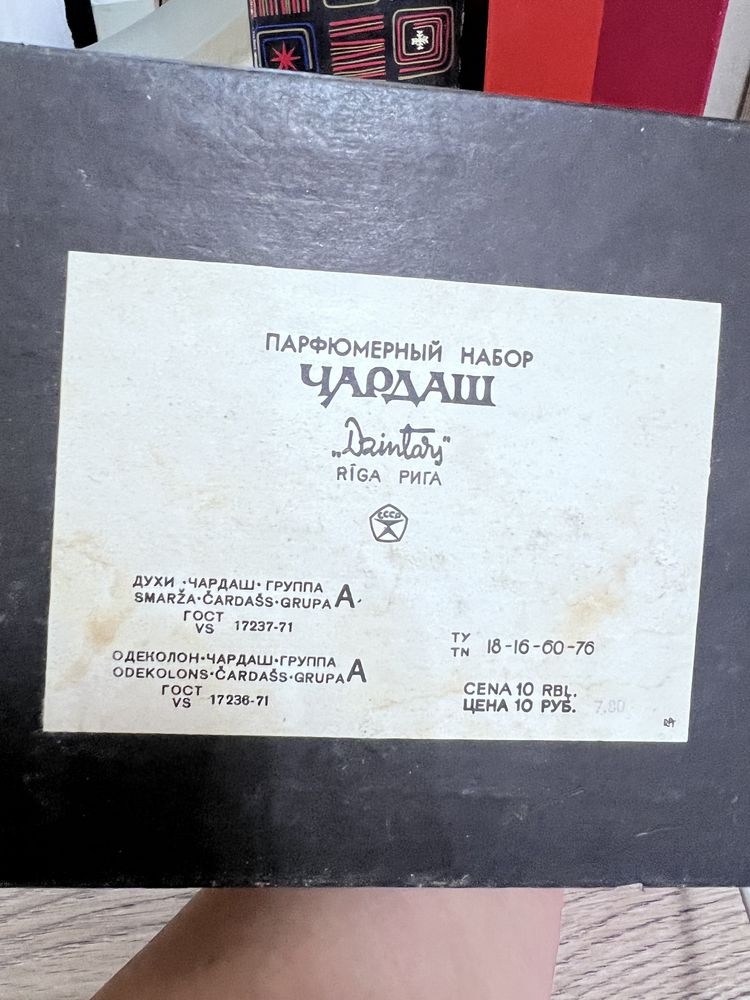 ПАРФЮМЕРНЫЙ НАБОР
ЧАРДАШ
„Dzintars"
RĪGA РИГА
СССР
ДУХИ·ЧАРДАШ·ГРУППА А
SMARŽA·ČARDAŠS·GRUPA
ГОСТ
VS 17237-71
ОДЕКОЛОН·ЧАРДАШ·ГРУППА А
ODEKOLONS·ČARDAŠS·GRUPA
ГОСТ
VS 17236-71
ТУ
TN 18-16-60-76
CENA 10 RBĻ.
ЦЕНА 10 РУБ. 7.80